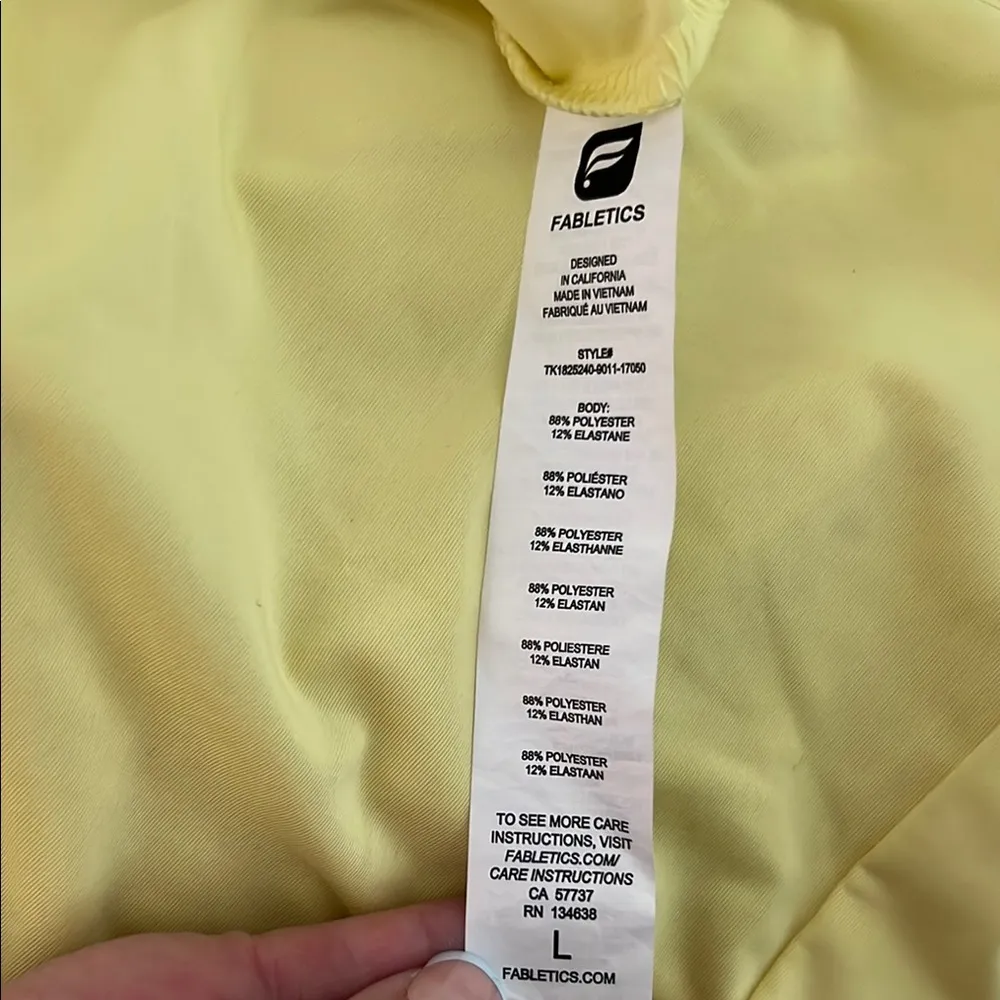 FABLETICS
DESIGNED
IN CALIFORNIA
MADE IN VIETNAM
FABRIQUÉ AU VIETNAM
STYLE#
TK1825240-9011-17050
BODY:
88% POLYESTER
12% ELASTANE
88% POLIÉSTER
12% ELASTANO
88% POLYESTER
12% ELASTHANNE
88% POLYESTER
12% ELASTAN
88% POLIESTERE
12% ELASTAN
88% POLYESTER
12% ELASTHAN
88% POLYESTER
12% ELASTAAN
TO SEE MORE CARE
INSTRUCTIONS, VISIT
FABLETICS.COM/
CARE INSTRUCTIONS
CA 57737
RN 134638
L
FABLETICS.COM